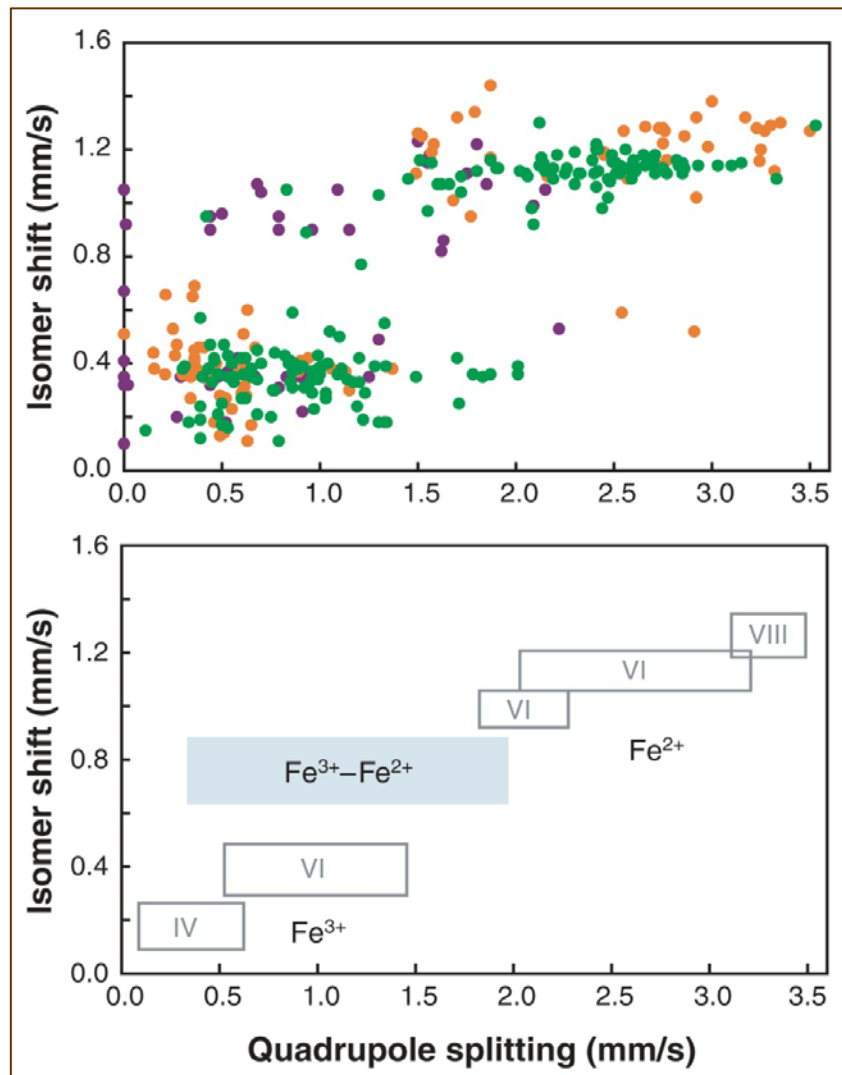 1.6
1.2
0.8
0.4
0.0
Isomer shift (mm/s)
0.0 0.5 1.0 1.5 2.0 2.5 3.0 3.5
1.6
1.2
0.8
0.4
0.0
Isomer shift (mm/s)
VIII
VI
VI
Fe²⁺
Fe³⁺–Fe²⁺
VI
IV
Fe³⁺
0.0 0.5 1.0 1.5 2.0 2.5 3.0 3.5
Quadrupole splitting (mm/s)